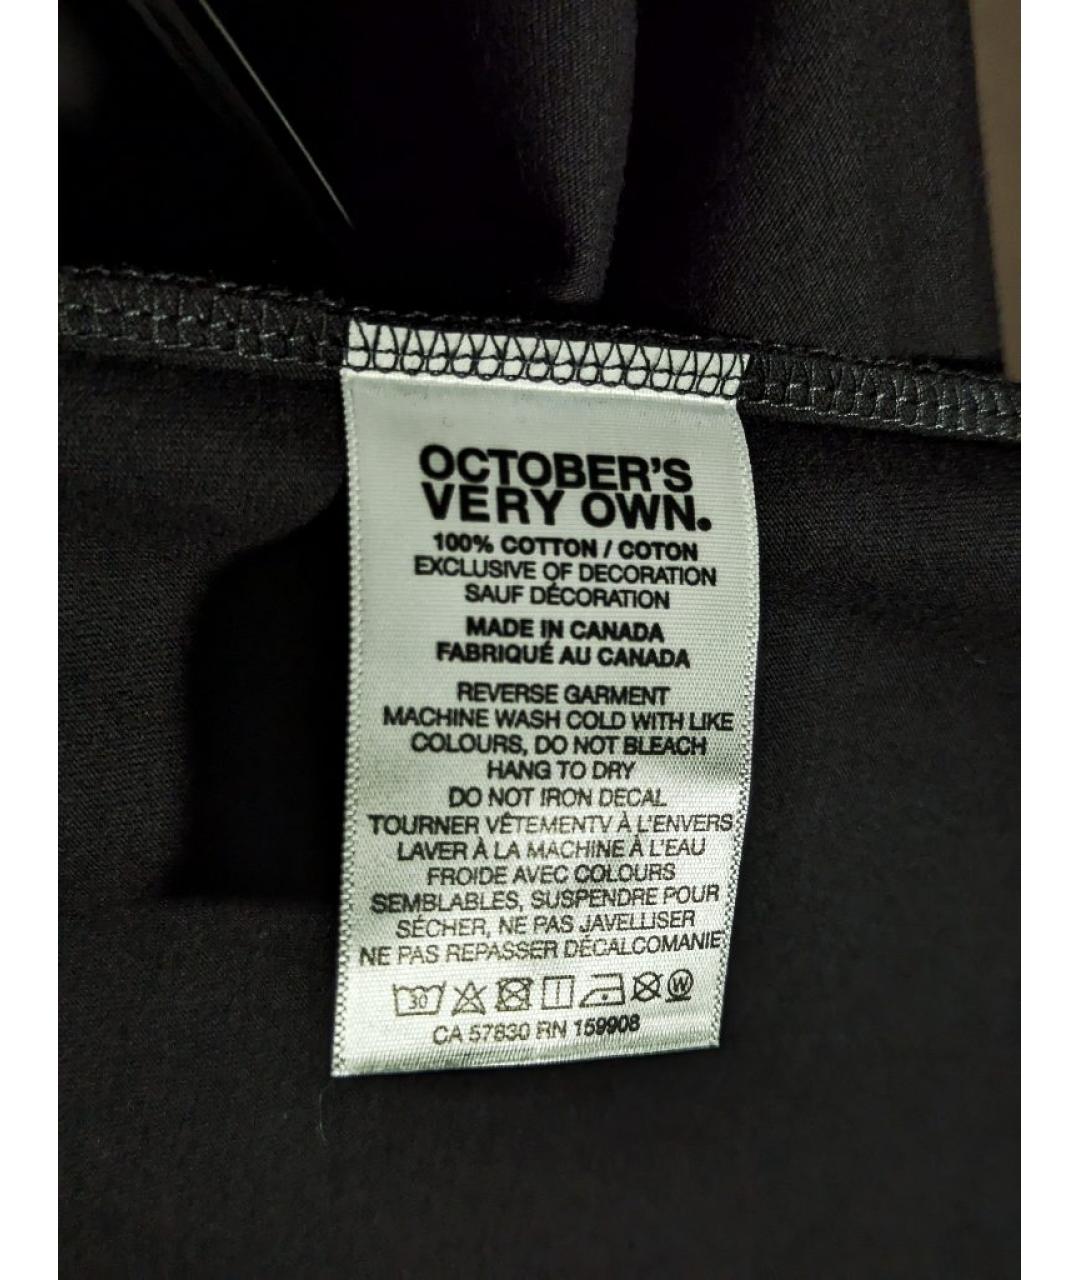 OCTOBER'S
VERY OWN.
100% COTTON / COTON
EXCLUSIVE OF DECORATION
SAUF DÉCORATION
MADE IN CANADA
FABRIQUÉ AU CANADA
REVERSE GARMENT
MACHINE WASH COLD WITH LIKE
COLOURS, DO NOT BLEACH
HANG TO DRY
DO NOT IRON DECAL
TOURNER VÊTEMENTV À L'ENVERS
LAVER À LA MACHINE À L'EAU
FROIDE AVEC COLOURS
SEMBLABLES, SUSPENDRE POUR
SÉCHER, NE PAS JAVELLISER
NE PAS REPASSER DÉCALCOMANIE
30 W
CA 57830 RN 159908